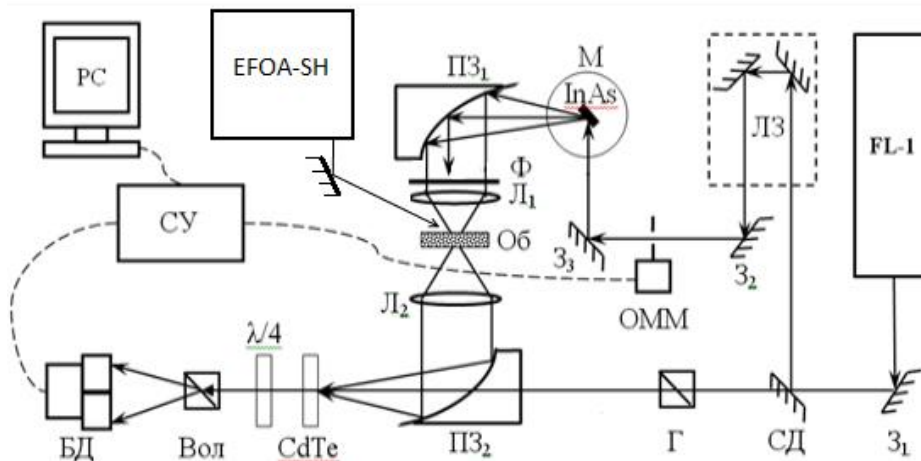 PC
EFOA-SH
ПЗ₁
М
InAs
ЛЗ
FL-1
Ф
Л₁
СУ
Об
З₃
З₂
Л₂
ОММ
λ/4
БД
Вол
CdTe
ПЗ₂
Г
СД
З₁